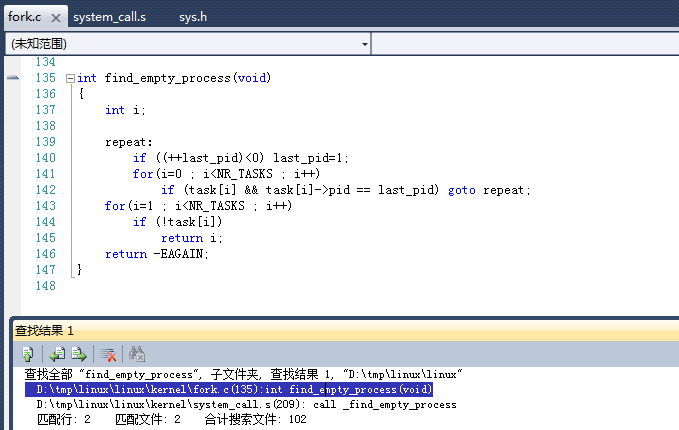 fork.c system_call.s sys.h
(未知范围)
134
135 int find_empty_process(void)
136 {
137 int i;
138
139 repeat:
140 if ((++last_pid)<0) last_pid=1;
141 for(i=0 ; i<NR_TASKS ; i++)
142 if (task[i] && task[i]->pid == last_pid) goto repeat;
143 for(i=1 ; i<NR_TASKS ; i++)
144 if (!task[i])
145 return i;
146 return -EAGAIN;
147 }
148
查找结果 1
查找全部 "find_empty_process", 子文件夹, 查找结果 1, "D:\tmp\linux\linux"
D:\tmp\linux\linux\kernel\fork.c(135):int find_empty_process(void)
D:\tmp\linux\linux\kernel\system_call.s(209): call _find_empty_process
匹配行: 2 匹配文件: 2 合计搜索文件: 102